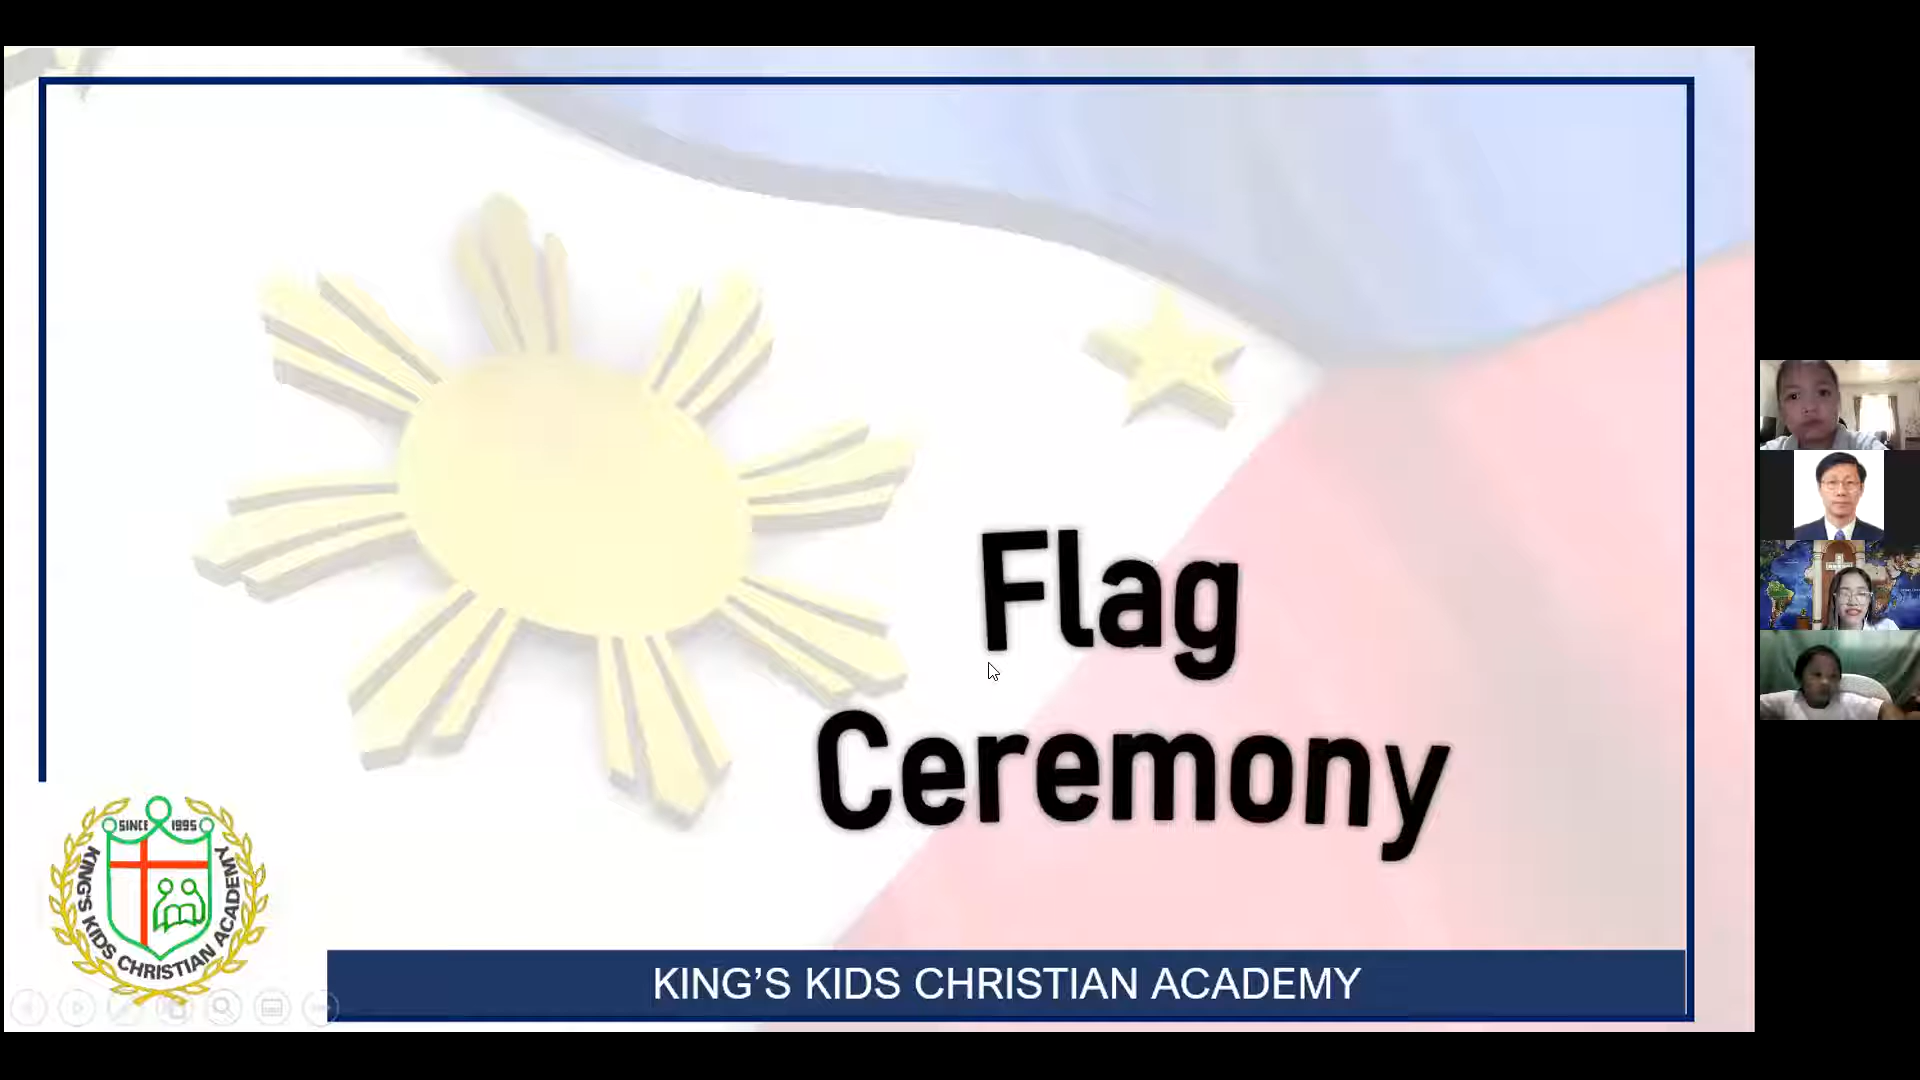 Flag
Ceremony
SINCE 1995
KING'S KIDS CHRISTIAN ACADEMY
KING’S KIDS CHRISTIAN ACADEMY